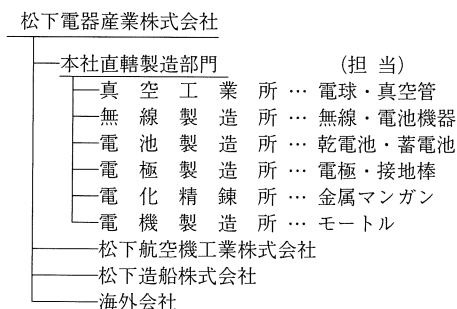 松下電器産業株式会社
本社直轄製造部門 (担当)
真空工業所…電球・真空管
無線製造所…無線・電池機器
電池製造所…乾電池・蓄電池
電極製造所…電極・接地棒
電化精錬所…金属マンガン
電機製造所…モートル
松下航空機工業株式会社
松下造船株式会社
海外会社